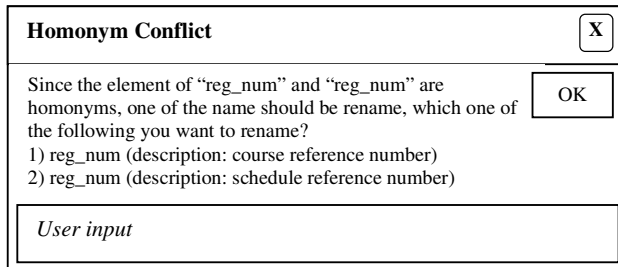 Homonym Conflict
X
Since the element of “reg_num” and “reg_num” are
homonyms, one of the name should be rename, which one of
the following you want to rename?
1) reg_num (description: course reference number)
2) reg_num (description: schedule reference number)
OK
User input